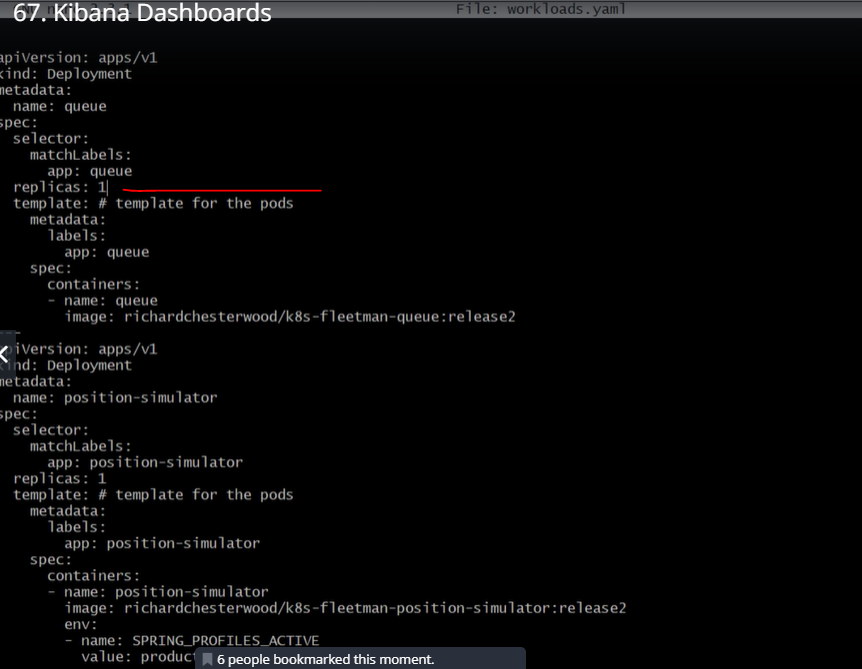 67. Kibana Dashboards
File: workloads.yaml
apiVersion: apps/v1
kind: Deployment
metadata:
  name: queue
spec:
  selector:
    matchLabels:
      app: queue
  replicas: 1
  template: # template for the pods
    metadata:
      labels:
        app: queue
    spec:
      containers:
      - name: queue
        image: richardchesterwood/k8s-fleetman-queue:release2
---
apiVersion: apps/v1
kind: Deployment
metadata:
  name: position-simulator
spec:
  selector:
    matchLabels:
      app: position-simulator
  replicas: 1
  template: # template for the pods
    metadata:
      labels:
        app: position-simulator
    spec:
      containers:
      - name: position-simulator
        image: richardchesterwood/k8s-fleetman-position-simulator:release2
        env:
        - name: SPRING_PROFILES_ACTIVE
          value: produc
6 people bookmarked this moment.